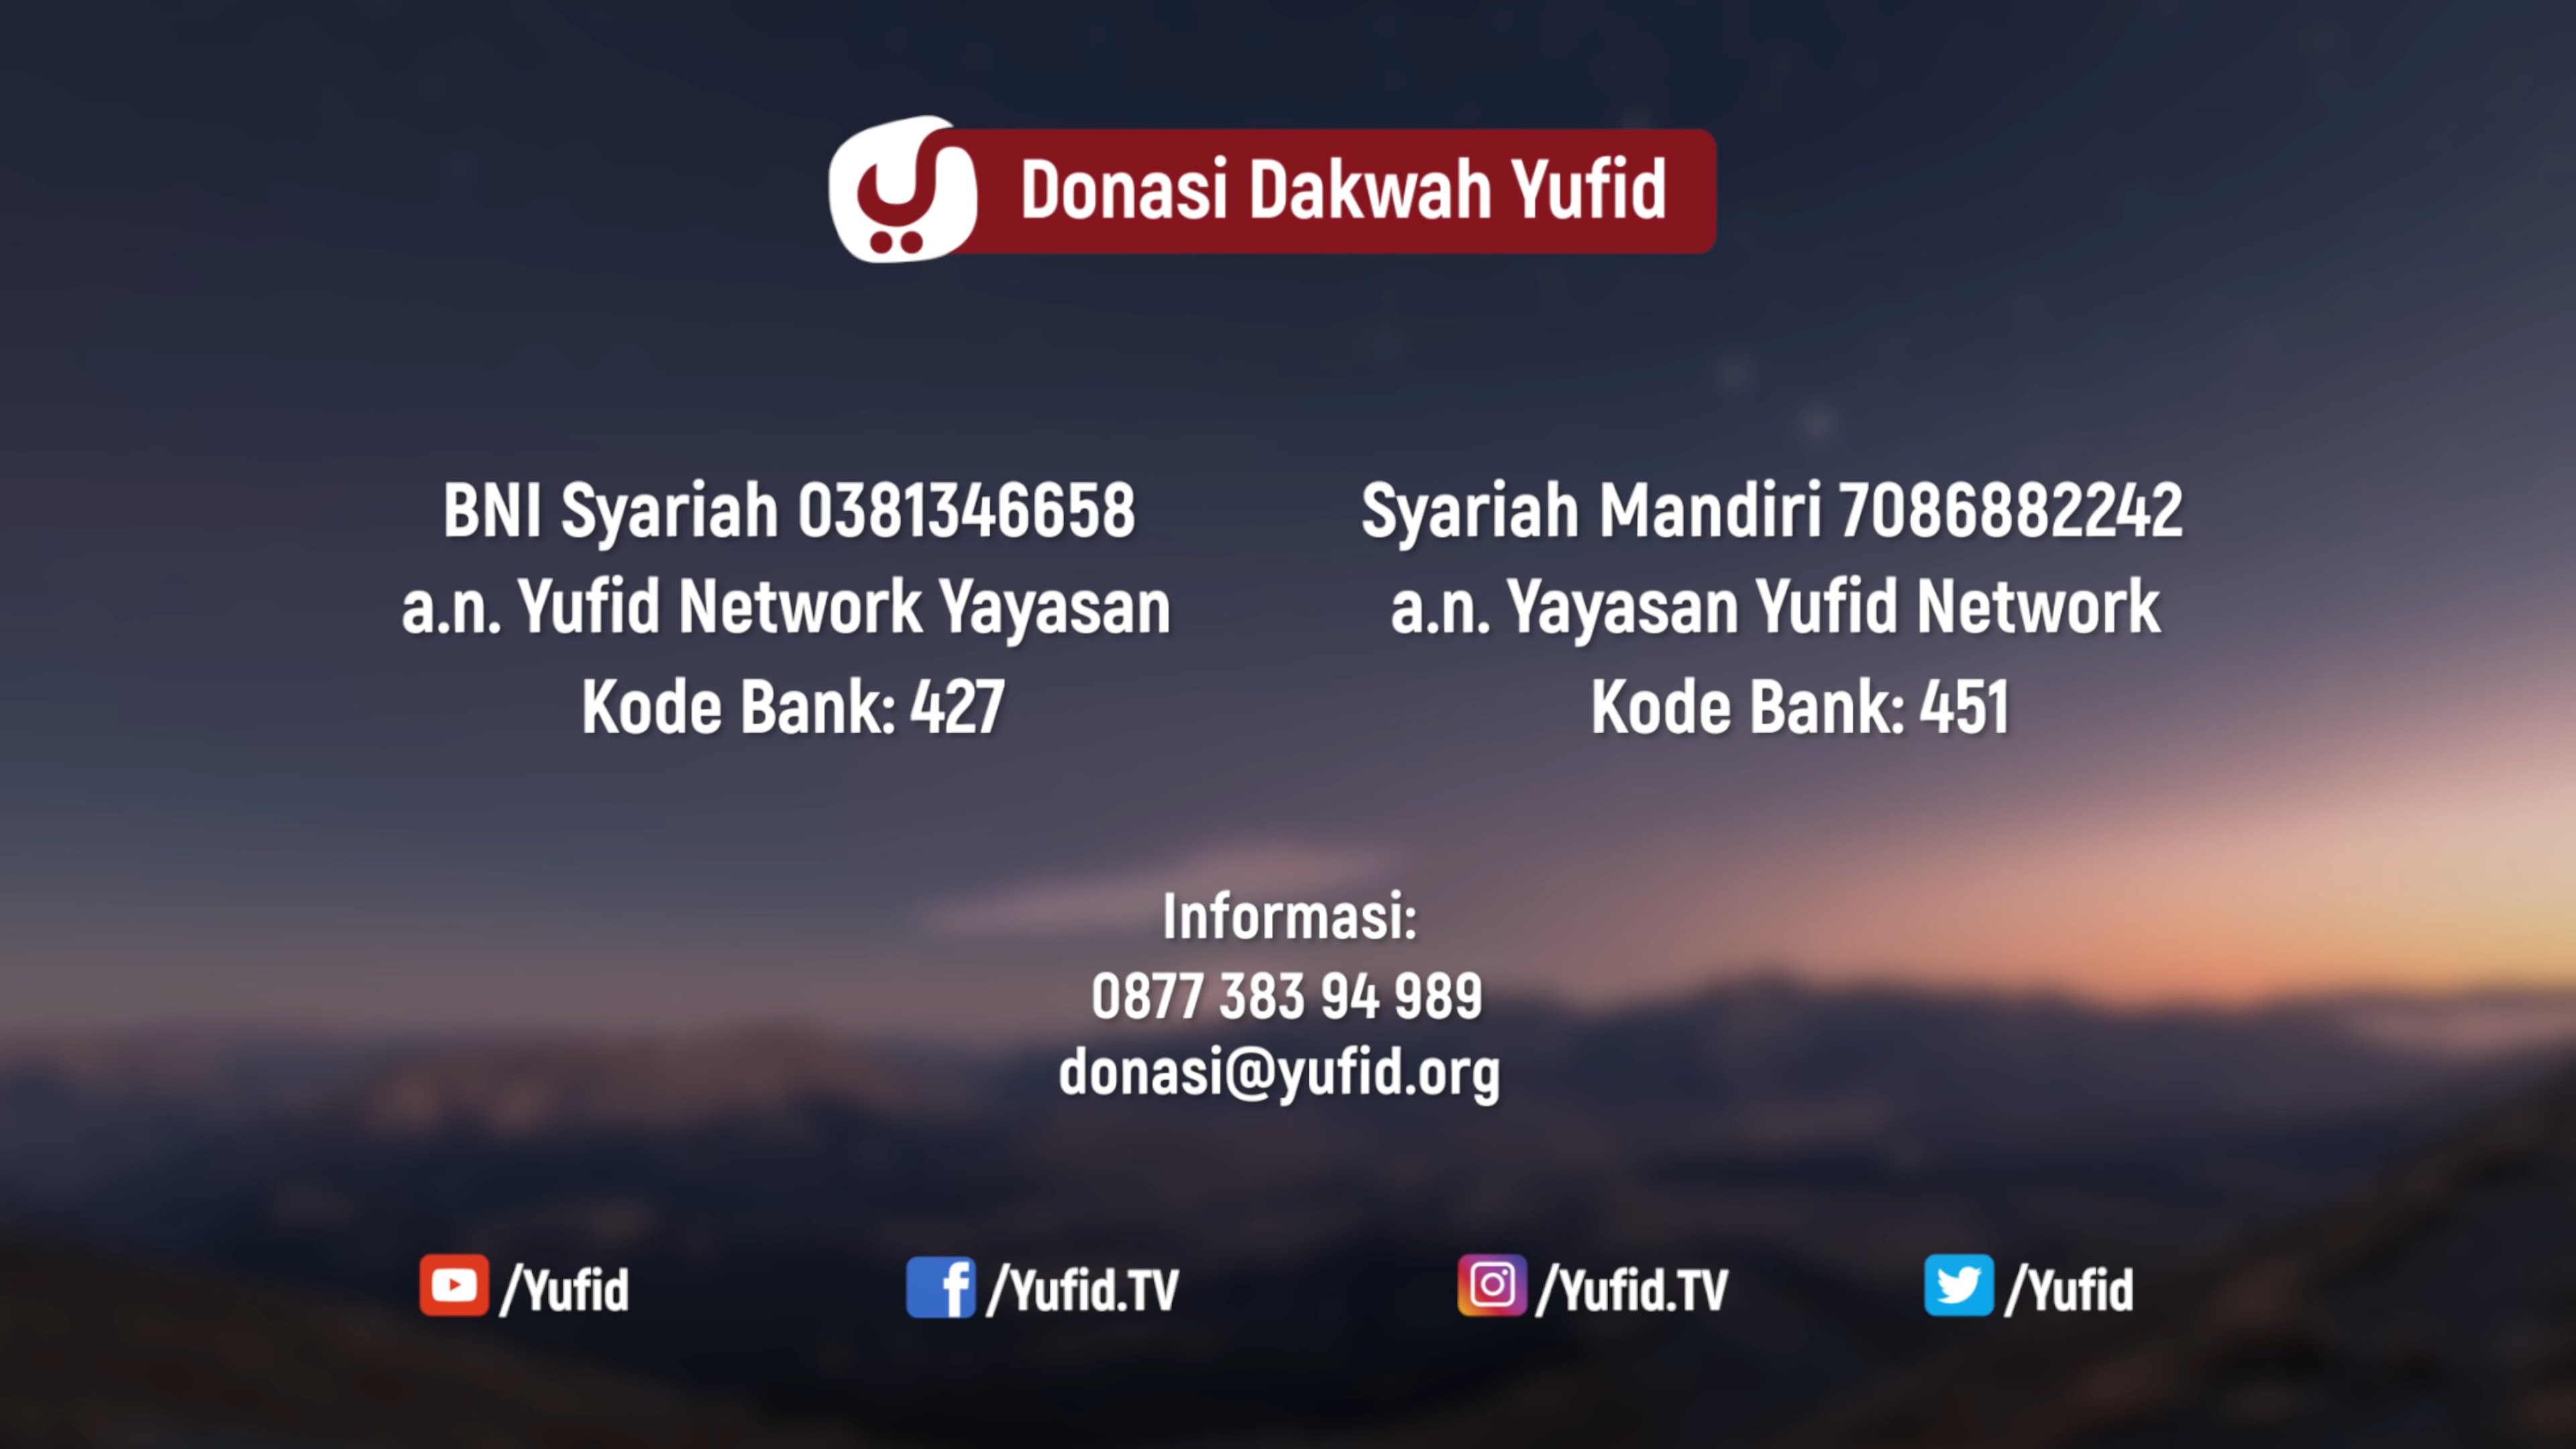 Donasi Dakwah Yufid
BNI Syariah 0381346658
a.n. Yufid Network Yayasan
Kode Bank: 427
Syariah Mandiri 7086882242
a.n. Yayasan Yufid Network
Kode Bank: 451
Informasi:
0877 383 94 989
donasi@yufid.org
/Yufid
/Yufid.TV
/Yufid.TV
/Yufid